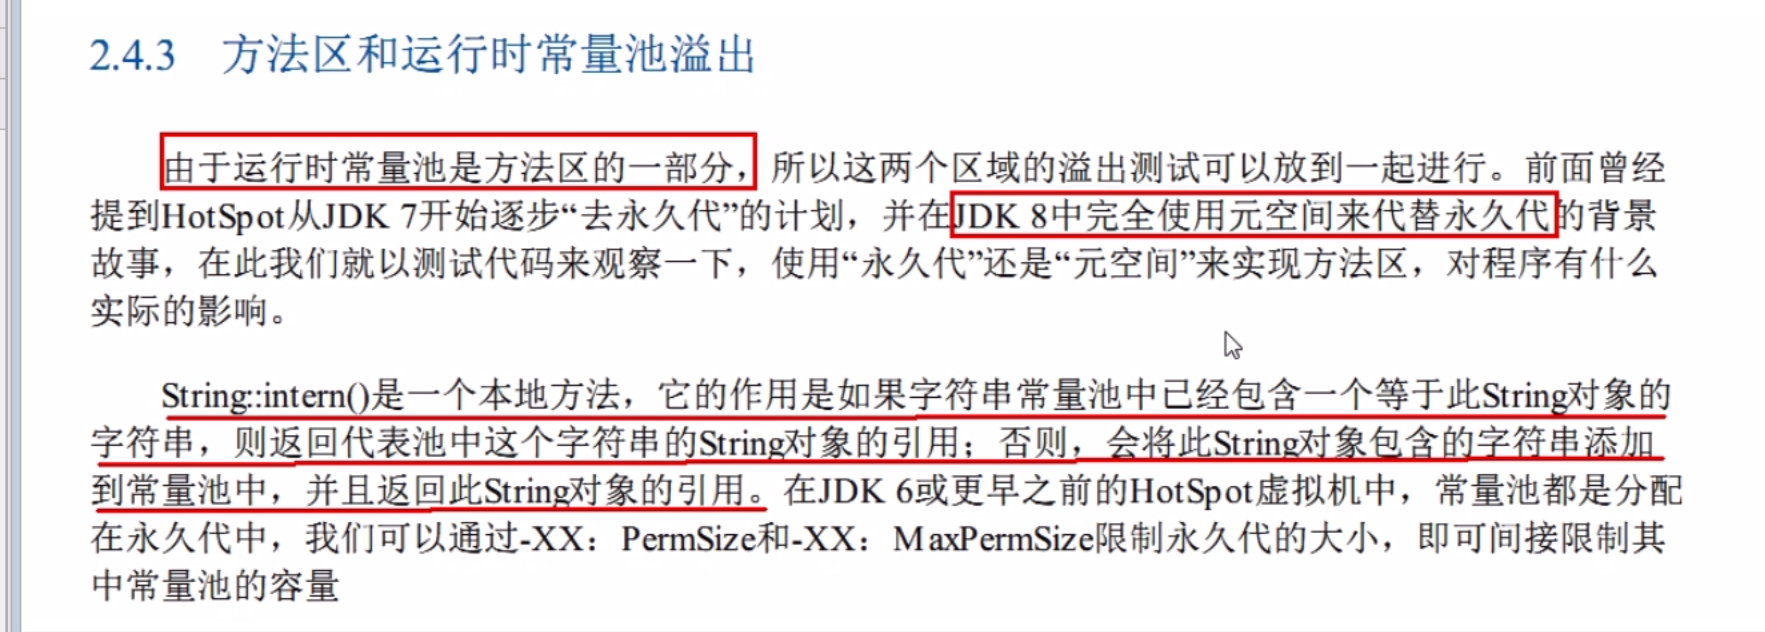 2.4.3 方法区和运行时常量池溢出
由于运行时常量池是方法区的一部分，所以这两个区域的溢出测试可以放到一起进行。前面曾经
提到HotSpot从JDK 7开始逐步“去永久代”的计划，并在JDK 8中完全使用元空间来代替永久代的背景
故事，在此我们就以测试代码来观察一下，使用“永久代”还是“元空间”来实现方法区，对程序有什么
实际的影响。
String::intern()是一个本地方法，它的作用是如果字符串常量池中已经包含一个等于此String对象的
字符串，则返回代表池中这个字符串的String对象的引用；否则，会将此String对象包含的字符串添加
到常量池中，并且返回此String对象的引用。在JDK 6或更早之前的HotSpot虚拟机中，常量池都是分配
在永久代中，我们可以通过-XX：PermSize和-XX：MaxPermSize限制永久代的大小，即可间接限制其
中常量池的容量